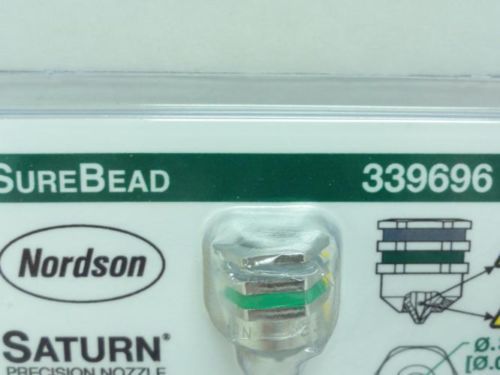 SUREBEAD 339696
Nordson
SATURN®
PRECISION NOZZLE
N
Ø.
[Ø.